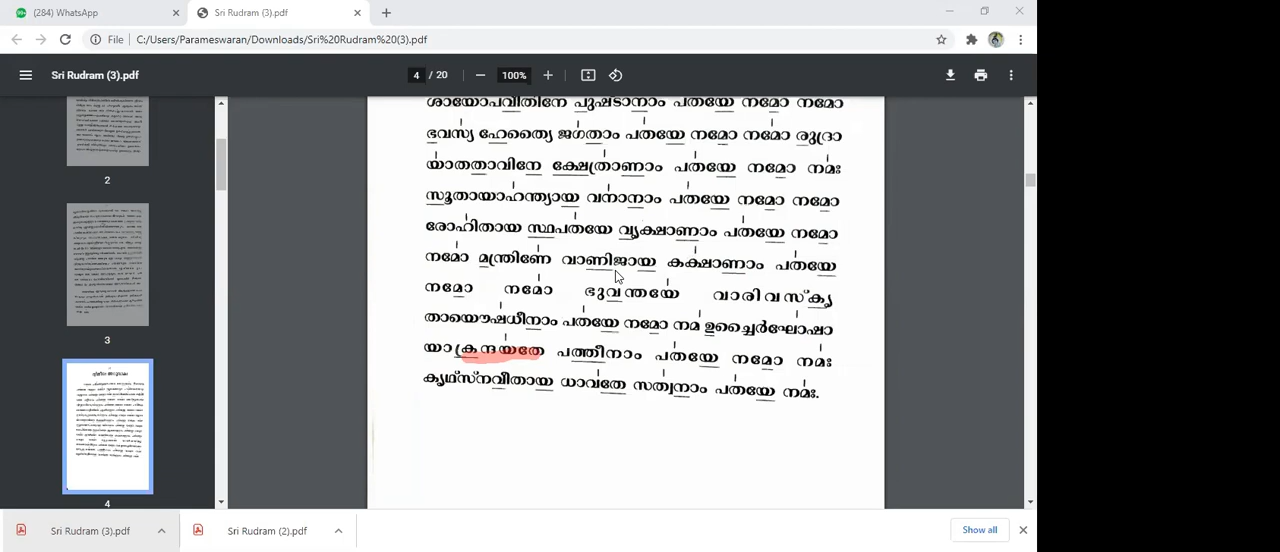 (284) WhatsApp
Sri Rudram (3).pdf
File
C:/Users/Parameswaran/Downloads/Sri%20Rudram%20(3).pdf
Sri Rudram (3).pdf
4 / 20
100%
2
3
4
ശായോപവീതിനേ പുഷ്ടാനാം പതയേ നമോ നമോ
ഭവസ്യ ഹേത്യൈ ജഗതാം പതയേ നമോ നമോ രുദ്രാ
യാതതാവിനേ ക്ഷേത്രാണാം പതയേ നമോ നമഃ
സൂതായാഹന്ത്യായ വനാനാം പതയേ നമോ നമോ
രോഹിതായ സ്ഥപതയേ വൃക്ഷാണാം പതയേ നമോ
നമോ മന്ത്രിണേ വാണിജായ കക്ഷാണാം പതയേ
നമോ നമോ ഭുവന്തയേ വാരിവസ്കൃ
തായൌഷധീനാം പതയേ നമോ നമ ഉച്ചൈർഘോഷാ
യാക്രന്ദയതേ പത്തീനാം പതയേ നമോ നമഃ
കൃഥ്സ്നവീതായ ധാവതേ സത്വനാം പതയേ നമഃ.
Sri Rudram (3).pdf
Sri Rudram (2).pdf
Show all